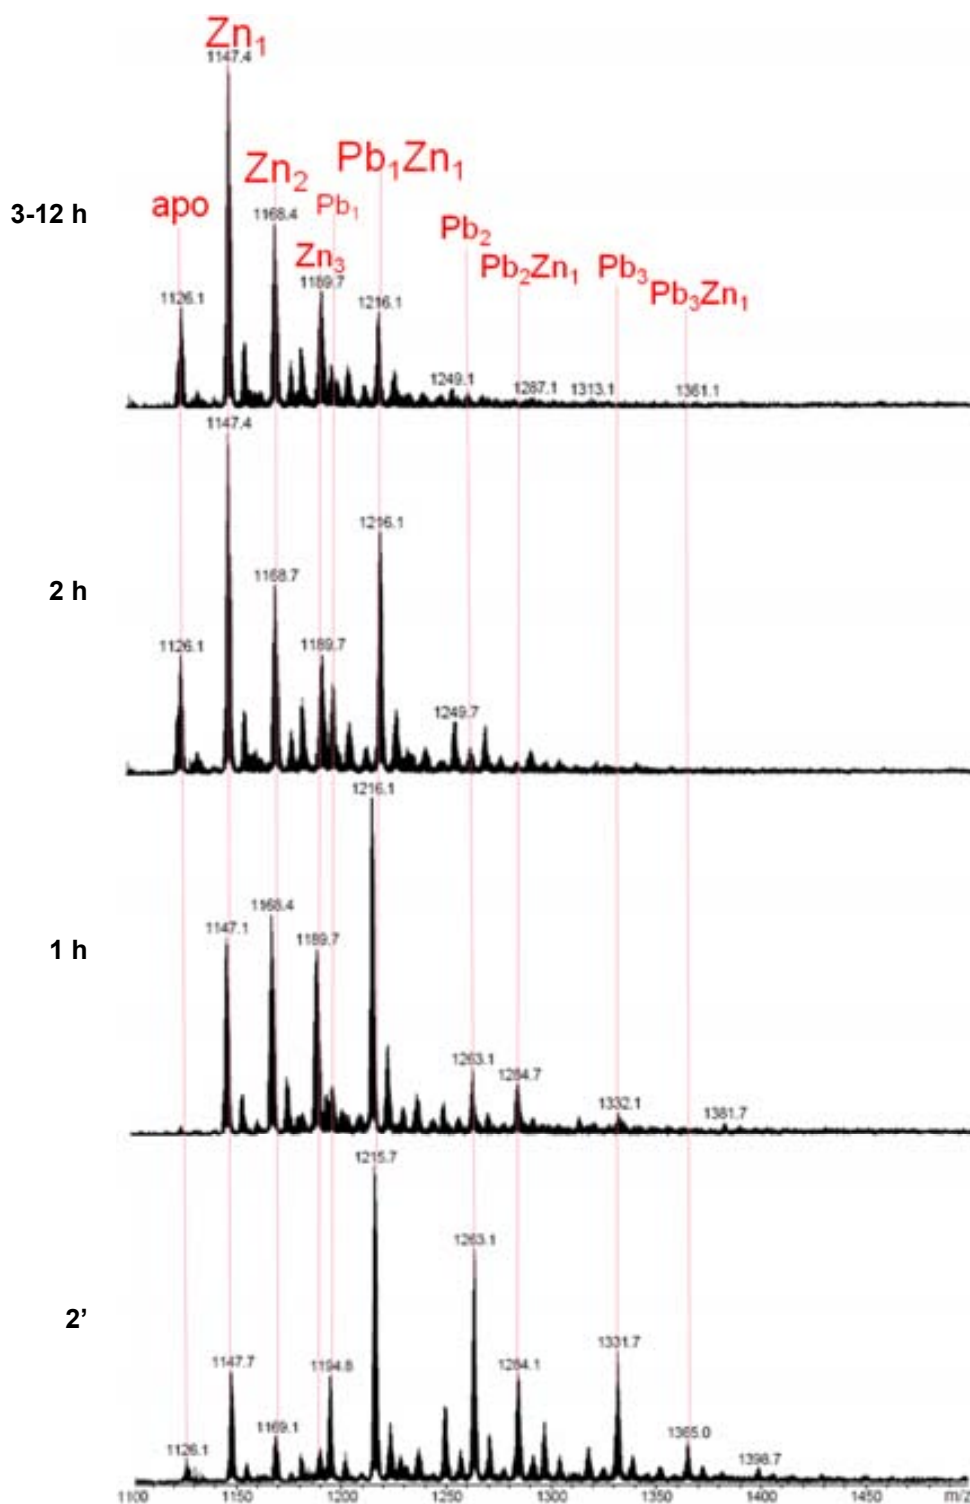 Zn1
1147.4
Pb1Zn1
Zn2
apo
Pb1
3-12 h
1168.4
Pb2
Zn3
Pb2Zn1
Pb3
1189.7
Pb3Zn1
1126.1
1216.1
1249.1
1287.1
1313.1
1361.1
1147.4
1216.1
1168.7
2 h
1126.1
1189.7
1249.7
1216.1
1168.4
1147.1
1189.7
1 h
1263.1
1284.7
1332.1
1381.7
1215.7
1263.1
2’
1331.7
1147.7
1194.8
1284.1
1169.1
1365.0
1126.1
1398.7
1100 1150 1200 1250 1300 1350 1400 1450 m/z